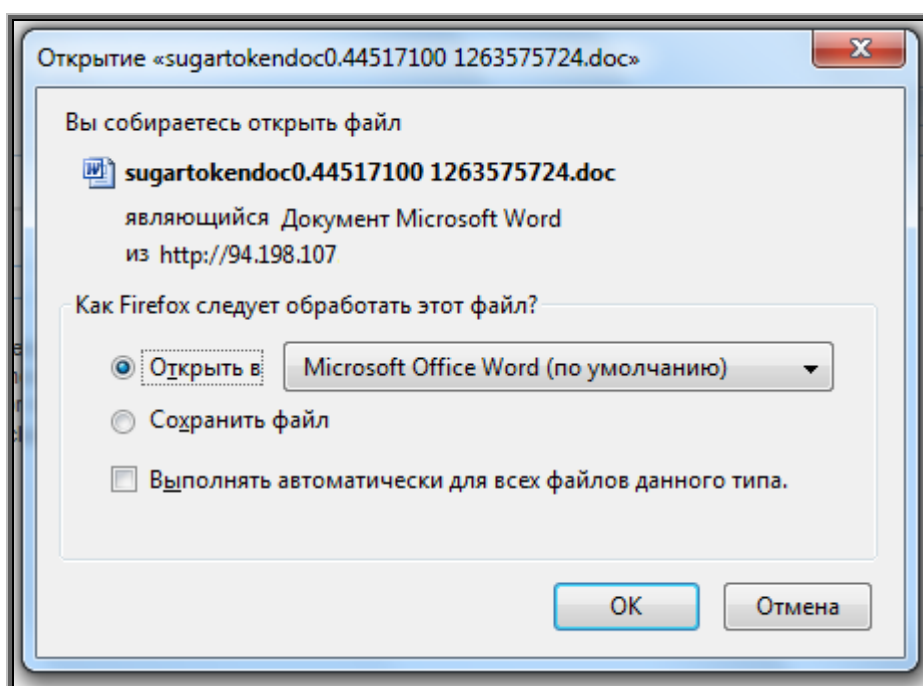 Открытие «sugartokendoc0.44517100 1263575724.doc»
Вы собираетесь открыть файл
sugartokendoc0.44517100 1263575724.doc
являющийся Документ Microsoft Word
из http://94.198.107
Как Firefox следует обработать этот файл?
Открыть в Microsoft Office Word (по умолчанию)
Сохранить файл
Выполнять автоматически для всех файлов данного типа.
OK Отмена